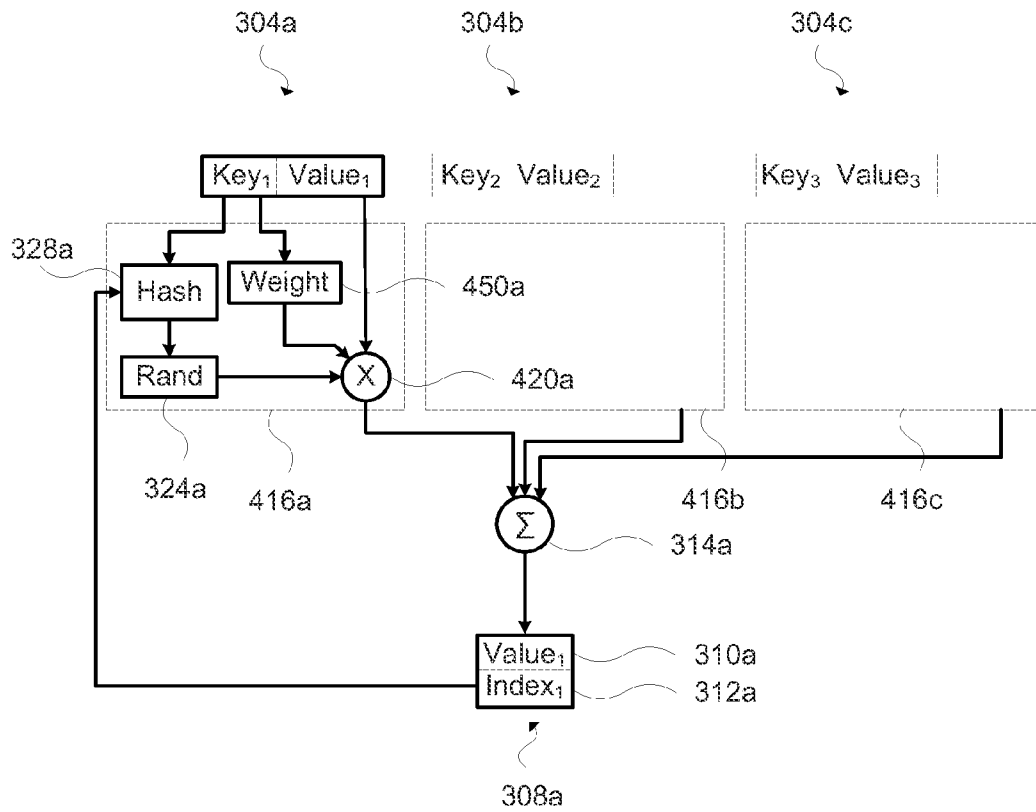 304a
304b
304c
Key₁ Value₁
Key₂ Value₂
Key₃ Value₃
328a
Hash
Weight
450a
Rand
X
420a
324a
416a
416b
416c
Σ
314a
Value₁
310a
Index₁
312a
308a